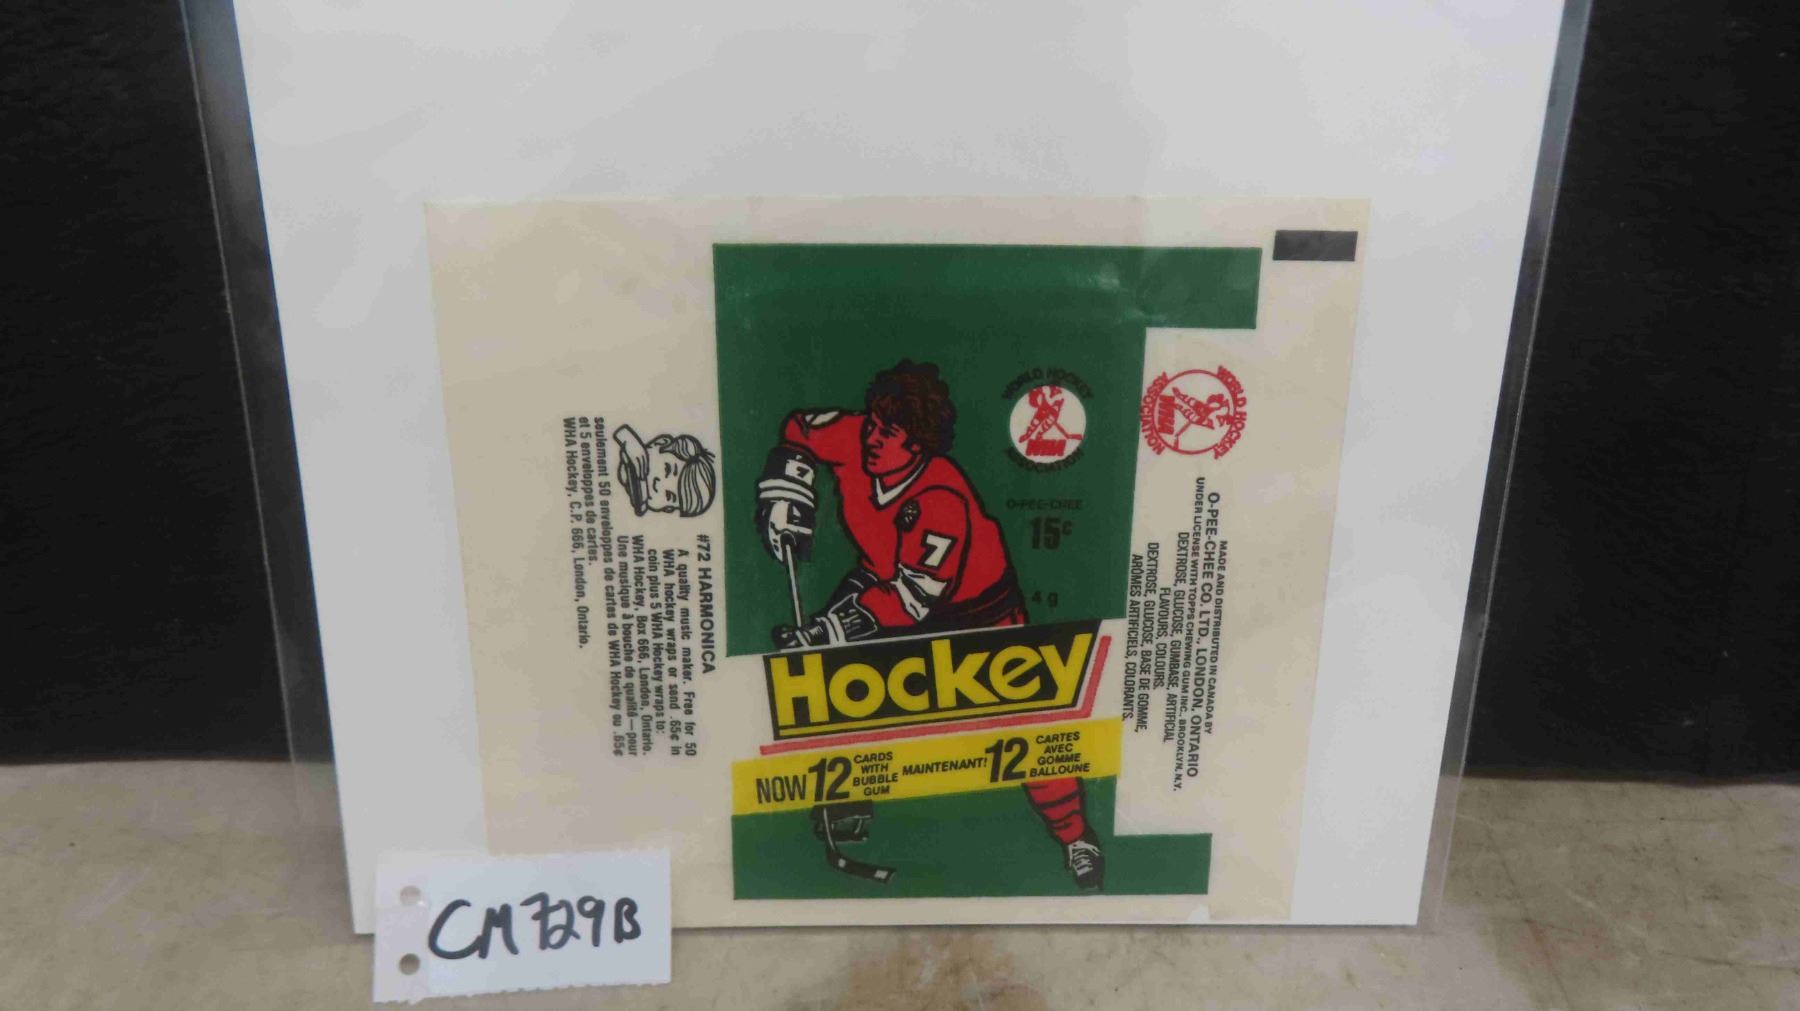 WORLD HOCKEY
WHA
ASSOCIATION
O-PEE-CHEE
15¢
4 g
7
7
Hockey
NOW 12 CARDS WITH BUBBLE GUM MAINTENANT! 12 CARTES AVEC GOMME BALLOUNE
#72 HARMONICA
A quality music maker. Free for 50
WHA hockey wraps or send .65¢ in
coin plus 5 WHA Hockey wraps to:
WHA Hockey, Box 666, London, Ontario.
Une musique à bouche de qualité—pour
seulement 50 enveloppes de cartes de WHA Hockey ou .65¢
et 5 enveloppes de cartes.
WHA Hockey, C.P. 666, London, Ontario.
WORLD HOCKEY
WHA
ASSOCIATION
MADE AND DISTRIBUTED IN CANADA BY
O-PEE-CHEE CO. LTD., LONDON, ONTARIO
UNDER LICENSE WITH TOPPS CHEWING GUM INC., BROOKLYN, N.Y.
DEXTROSE, GLUCOSE, GUMBASE, ARTIFICIAL
FLAVOURS, COLOURS.
DEXTROSE, GLUCOSE, BASE DE GOMME,
ARÔMES ARTIFICIELS, COLORANTS.
CM729B